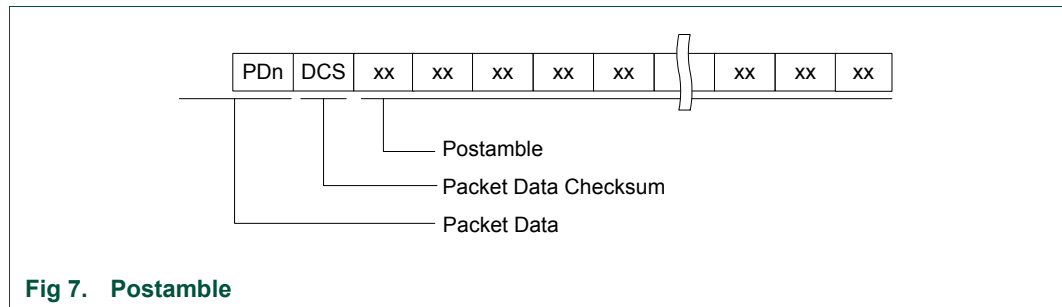 PDn DCS xx xx xx xx xx xx xx xx
Postamble
Packet Data Checksum
Packet Data
Fig 7. Postamble